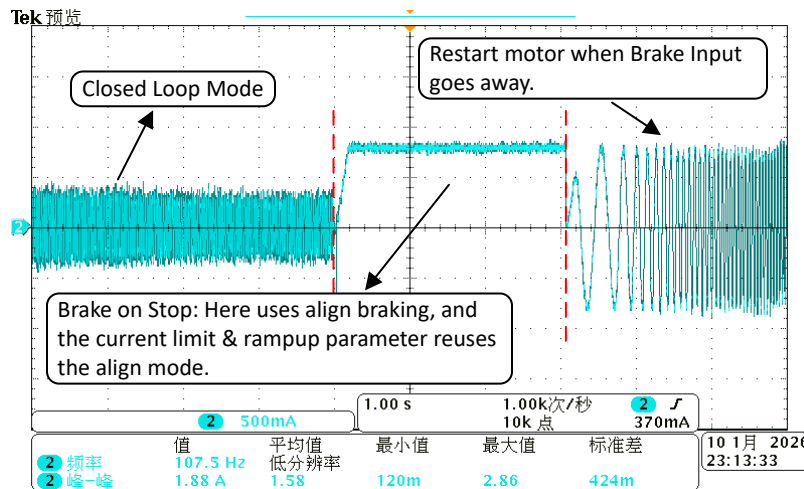 Tek 预览
Closed Loop Mode
Restart motor when Brake Input
goes away.
2
Brake on Stop: Here uses align braking, and
the current limit & rampup parameter reuses
the align mode.
2 500mA
1.00 s 1.00k次/秒 2
10k 点 370mA
值 平均值 最小值 最大值 标准差
2 频率 107.5 Hz 低分辨率
2 峰-峰 1.88 A 1.58 120m 2.86 424m
10 1月 2026
23:13:33